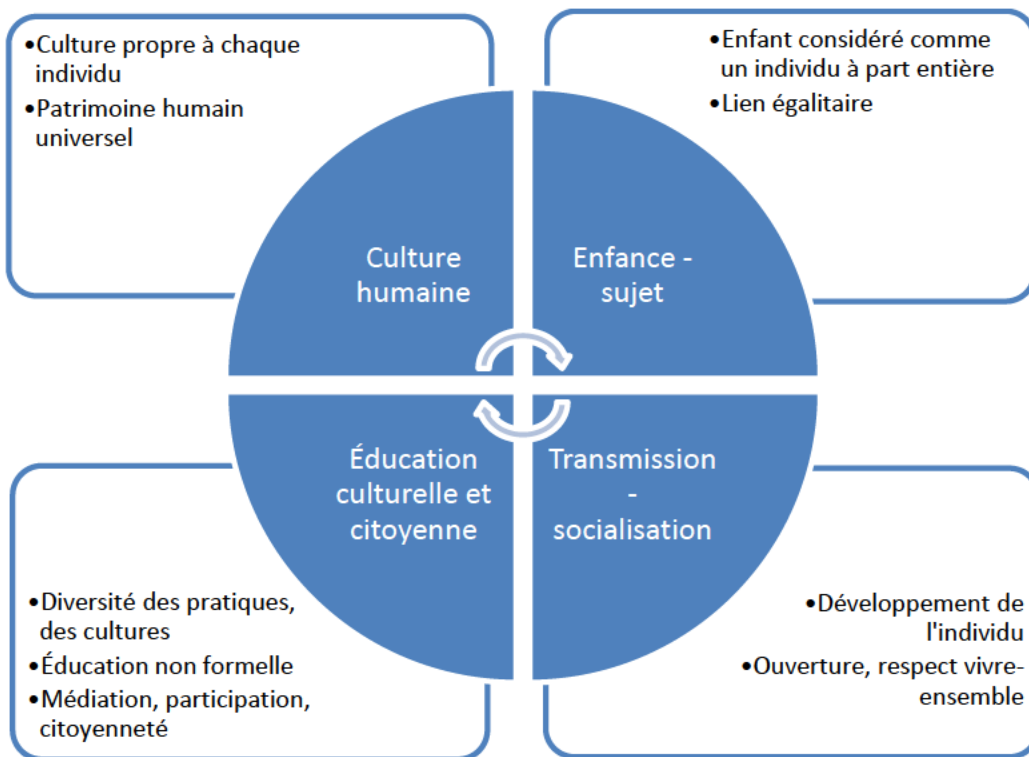 •Culture propre à chaque
individu
•Patrimoine humain
universel
•Enfant considéré comme
un individu à part entière
•Lien égalitaire
Culture
humaine
Enfance -
sujet
Éducation
culturelle et
citoyenne
Transmission
-
socialisation
•Diversité des pratiques,
des cultures
•Éducation non formelle
•Médiation, participation,
citoyenneté
•Développement de
l'individu
•Ouverture, respect vivre-
ensemble